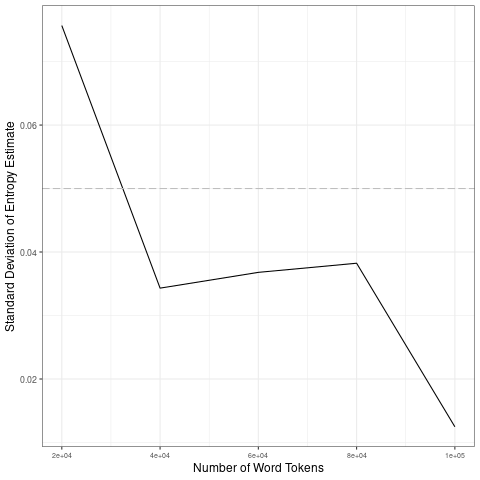 Standard Deviation of Entropy Estimate
0.06
0.04
0.02
2e+04 4e+04 6e+04 8e+04 1e+05
Number of Word Tokens